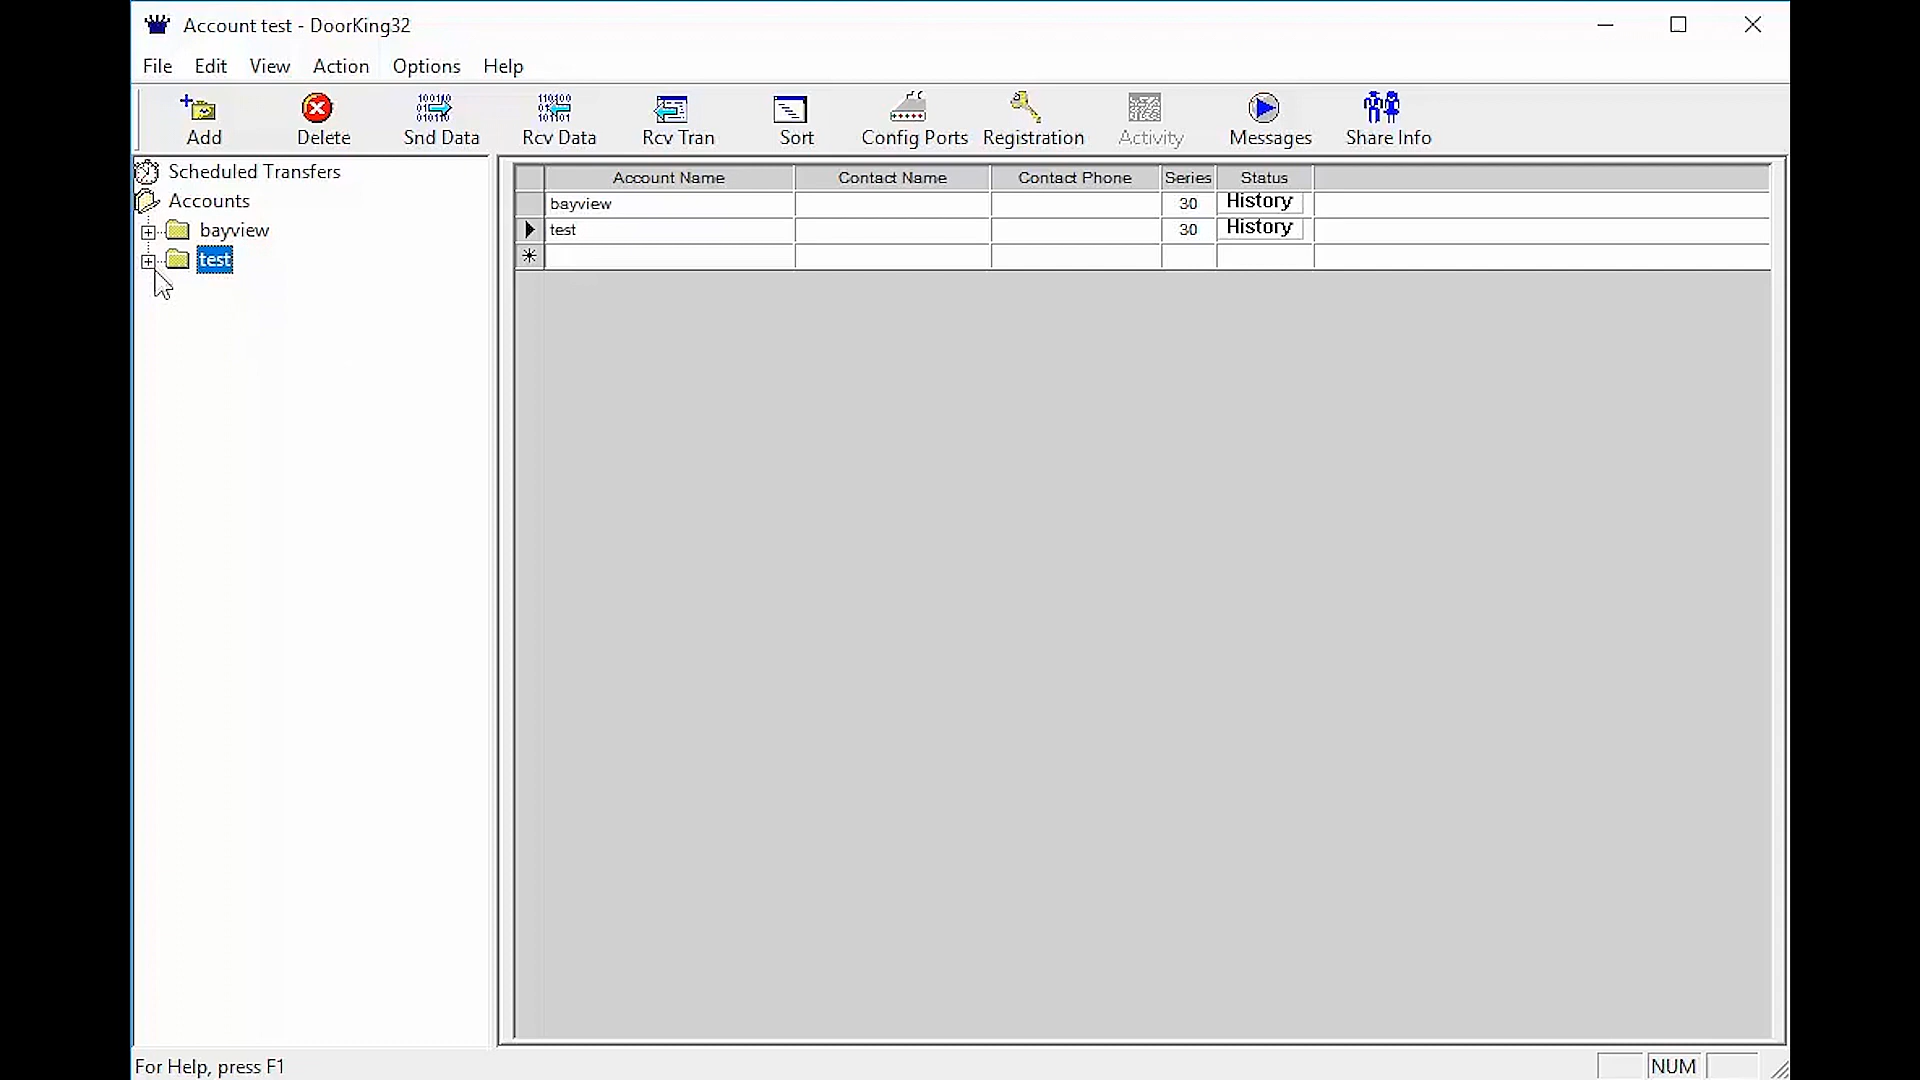 Account test - DoorKing32
File Edit View Action Options Help
Add Delete Snd Data Rcv Data Rcv Tran Sort Config Ports Registration Activity Messages Share Info
Scheduled Transfers
Accounts
bayview
test
Account Name Contact Name Contact Phone Series Status
bayview 30 History
test 30 History
For Help, press F1
NUM